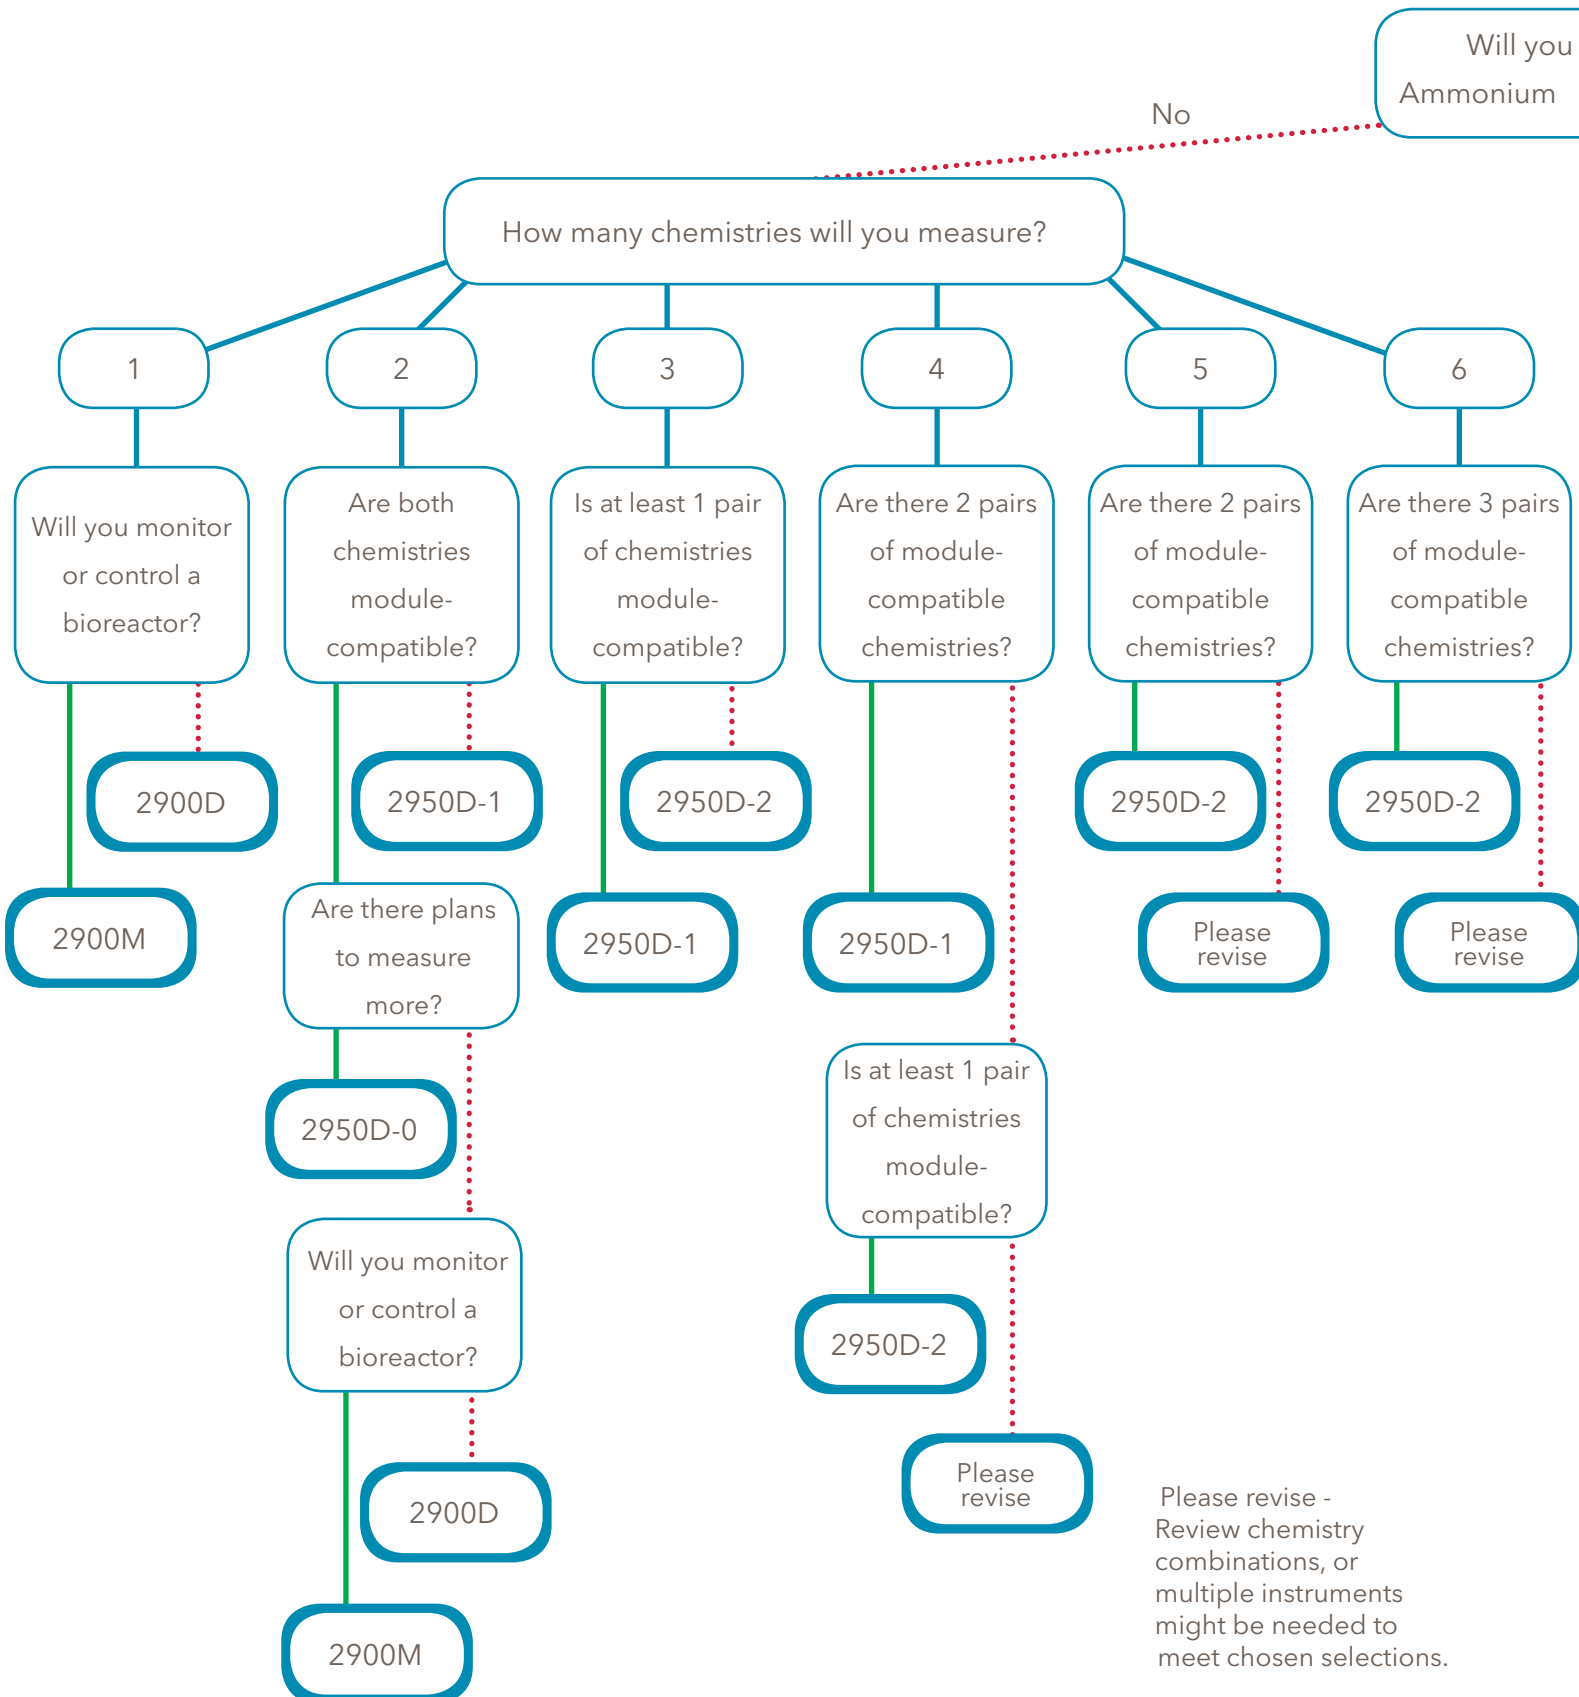 Will you
Ammonium
No
How many chemistries will you measure?
1
2
3
4
5
6
Will you monitor
or control a
bioreactor?
Are both
chemistries
module-
compatible?
Is at least 1 pair
of chemistries
module-
compatible?
Are there 2 pairs
of module-
compatible
chemistries?
Are there 2 pairs
of module-
compatible
chemistries?
Are there 3 pairs
of module-
compatible
chemistries?
2900D
2950D-1
2950D-2
2950D-2
2950D-2
2900M
Are there plans
to measure
more?
2950D-1
2950D-1
Please
revise
Please
revise
2950D-0
Is at least 1 pair
of chemistries
module-
compatible?
Will you monitor
or control a
bioreactor?
2950D-2
2900D
Please
revise
2900M
Please revise -
Review chemistry
combinations, or
multiple instruments
might be needed to
meet chosen selections.